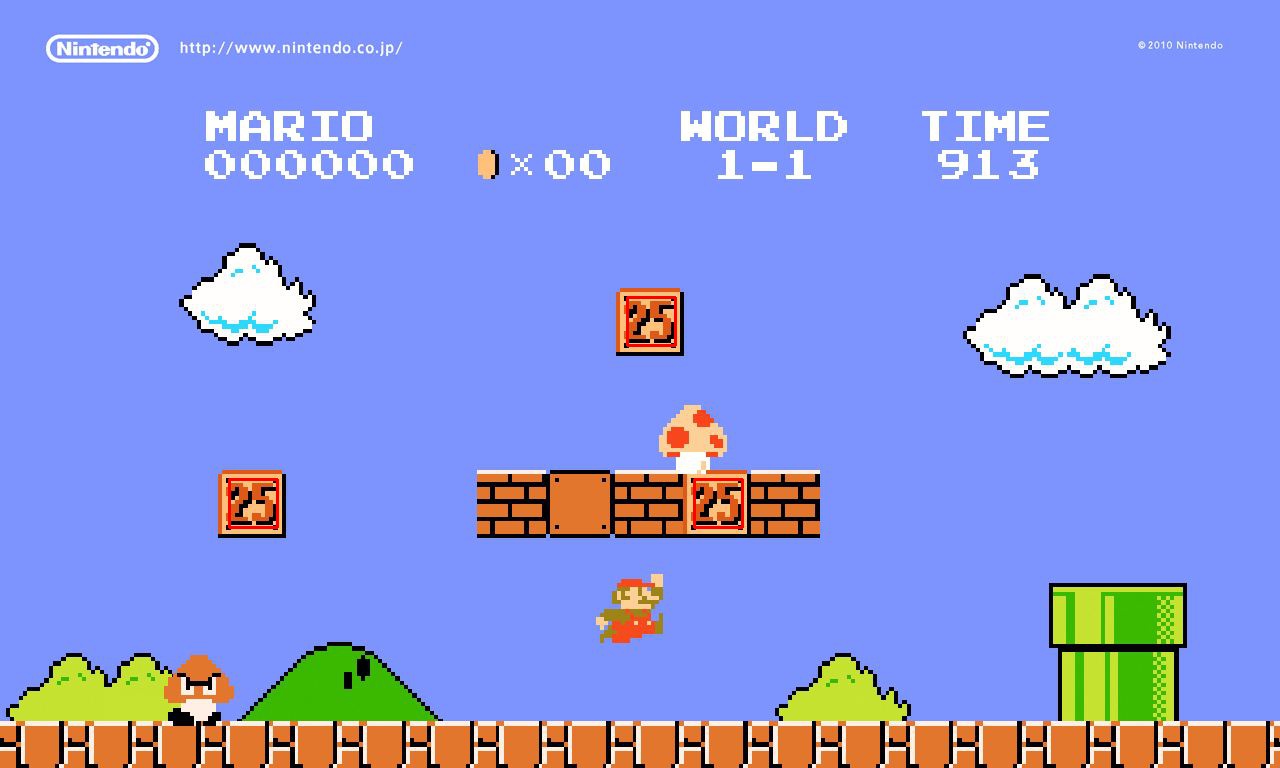 Nintendo® http://www.nintendo.co.jp/
©2010 Nintendo
MARIO WORLD TIME
000000 ×00 1-1 913
25
25 25